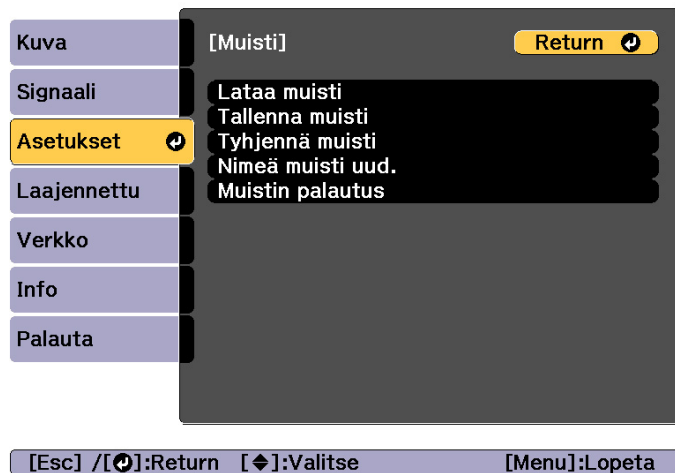 Kuva
Signaali
Asetukset
Laajennettu
Verkko
Info
Palauta
[Muisti]
Return
Lataa muisti
Tallenna muisti
Tyhjennä muisti
Nimeä muisti uud.
Muistin palautus
[Esc] /[↵]:Return [◆]:Valitse [Menu]:Lopeta